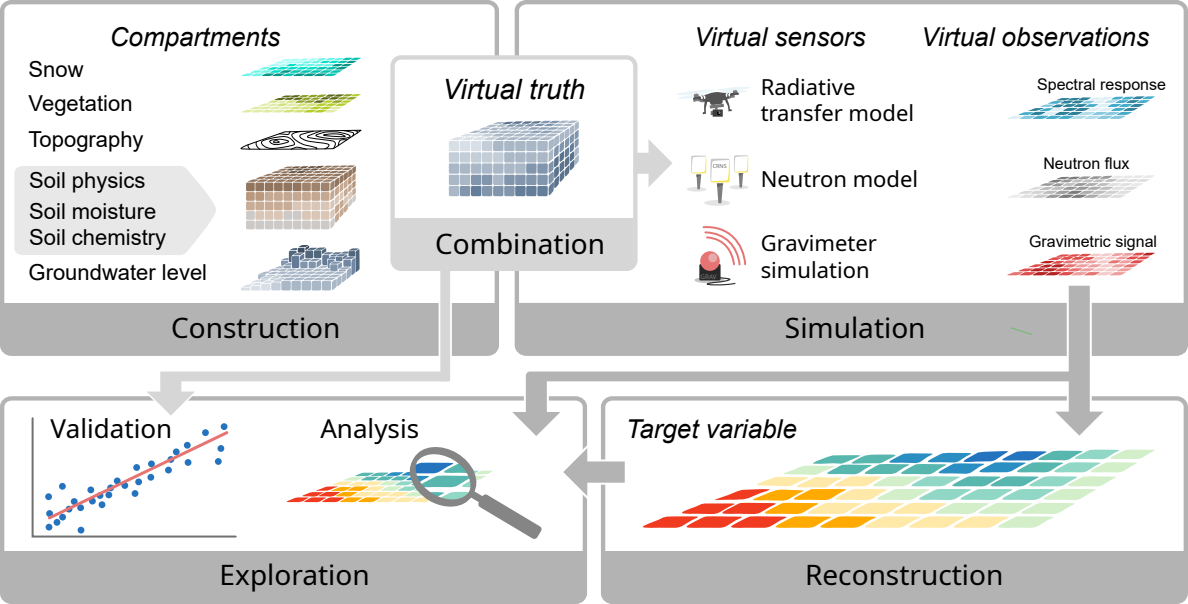 Compartments
Snow
Vegetation
Topography
Soil physics
Soil moisture
Soil chemistry
Groundwater level
Construction
Virtual truth
Combination
Virtual sensors
Virtual observations
Radiative
transfer model
Spectral response
CRNS
Neutron model
Neutron flux
GRAV
Gravimeter
simulation
Gravimetric signal
Simulation
Validation
Analysis
Exploration
Target variable
Reconstruction